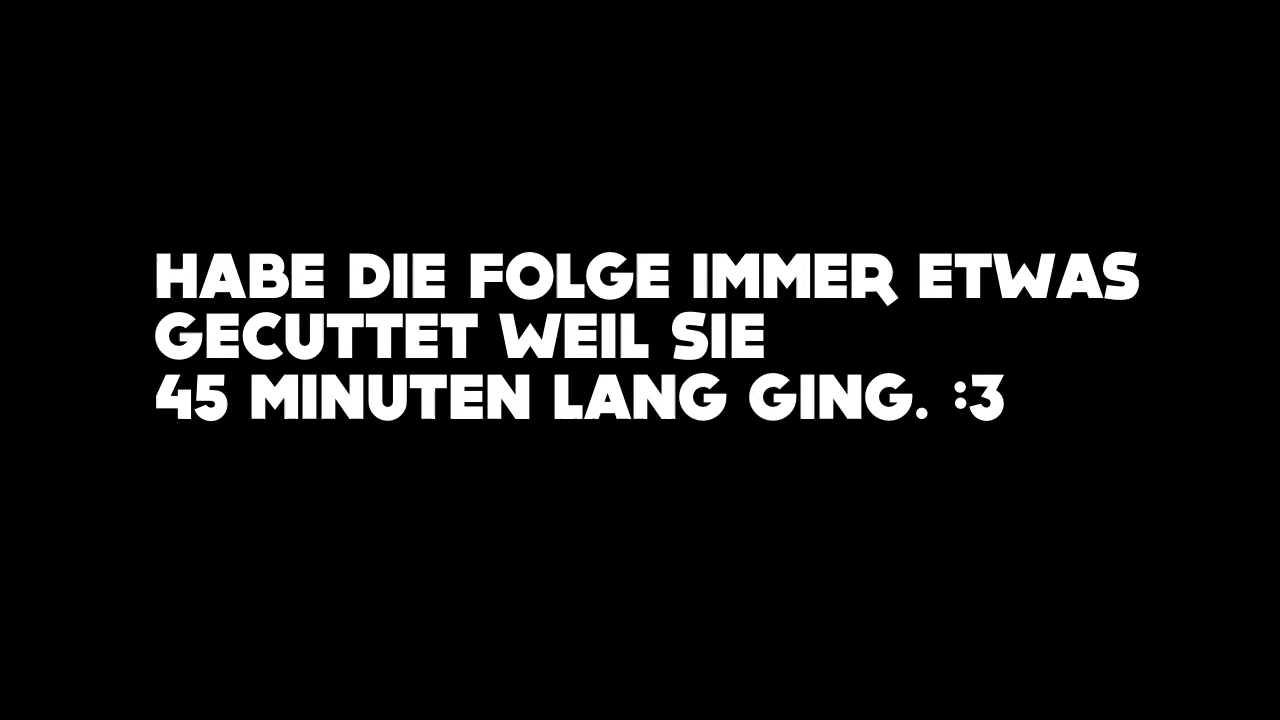 HABE DIE FOLGE IMMER ETWAS
GECUTTET WEIL SIE
45 MINUTEN LANG GING. :3